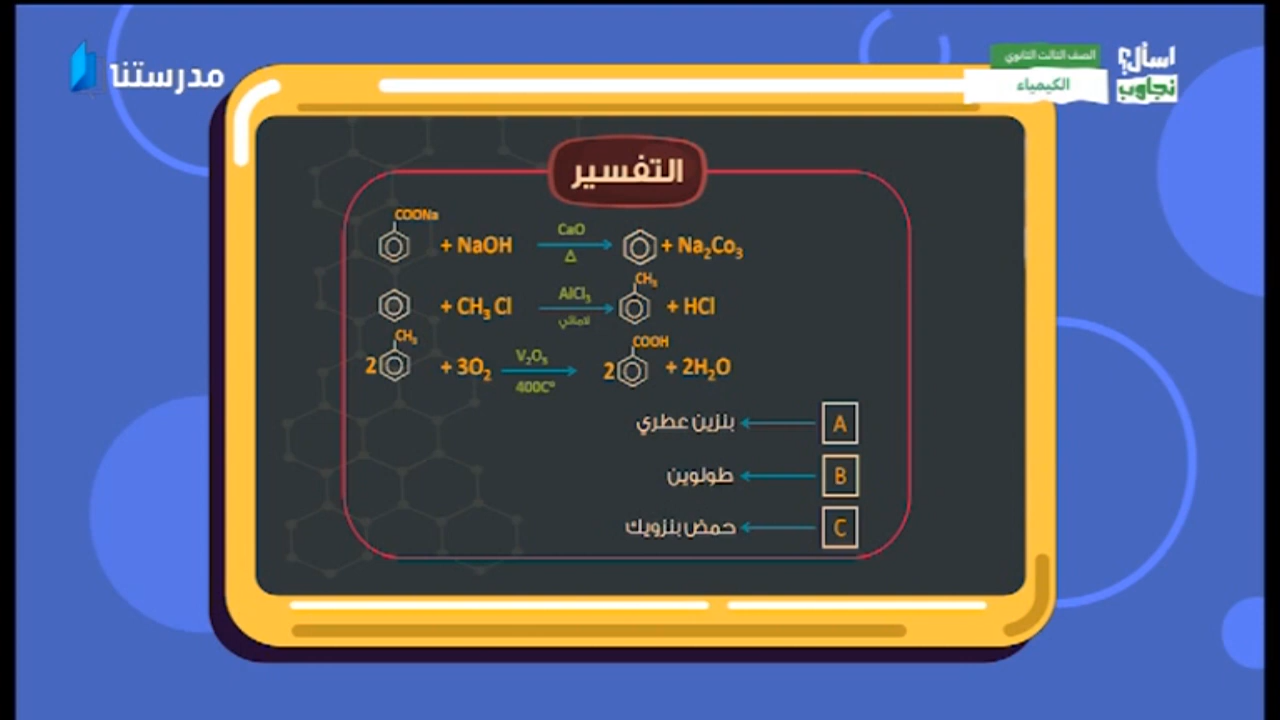 مدرستنا
اسأل؟
نجاوب
الصف الثالث الثانوي
الكيمياء
التفسير
COONa
+ NaOH CaO Δ + Na₂Co₃
CH₃
+ CH₃ Cl AlCl₃ لامائي + HCl
CH₃ COOH
2 + 3O₂ V₂O₅ 400C° 2 + 2H₂O
A بنزين عطري
B طولوين
C حمض بنزويك